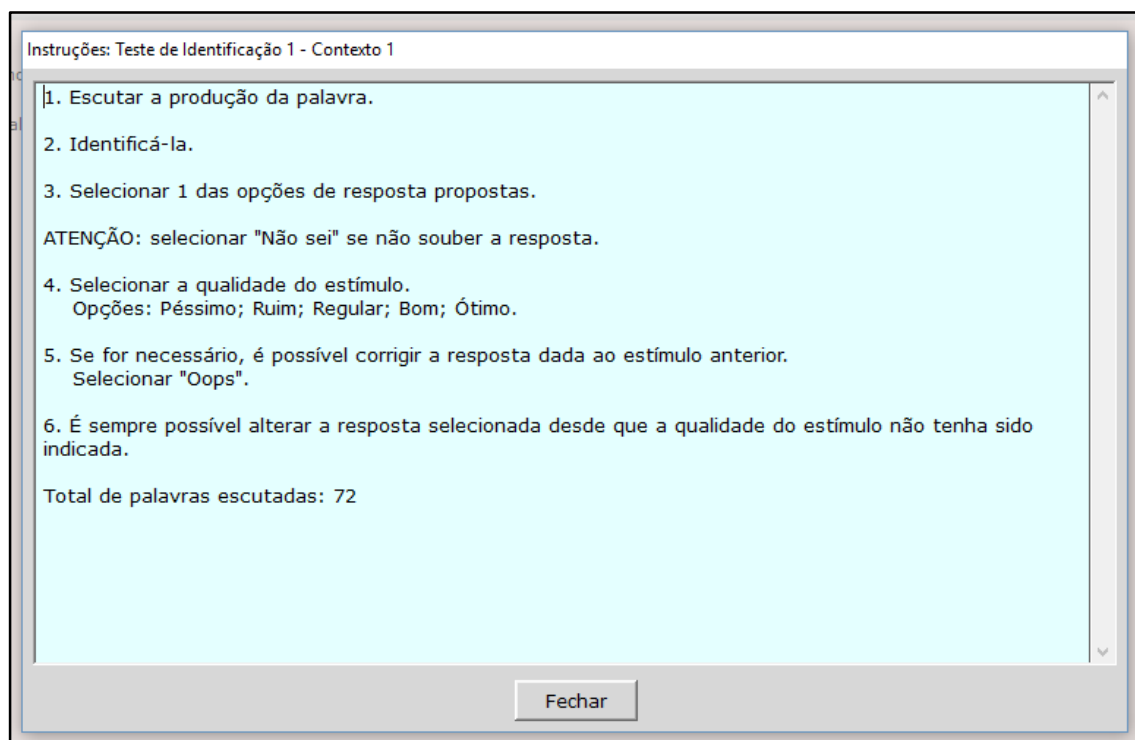 Instruções: Teste de Identificação 1 - Contexto 1
1. Escutar a produção da palavra.
2. Identificá-la.
3. Selecionar 1 das opções de resposta propostas.
ATENÇÃO: selecionar "Não sei" se não souber a resposta.
4. Selecionar a qualidade do estímulo.
Opções: Péssimo; Ruim; Regular; Bom; Ótimo.
5. Se for necessário, é possível corrigir a resposta dada ao estímulo anterior.
Selecionar "Oops".
6. É sempre possível alterar a resposta selecionada desde que a qualidade do estímulo não tenha sido
indicada.
Total de palavras escutadas: 72
Fechar